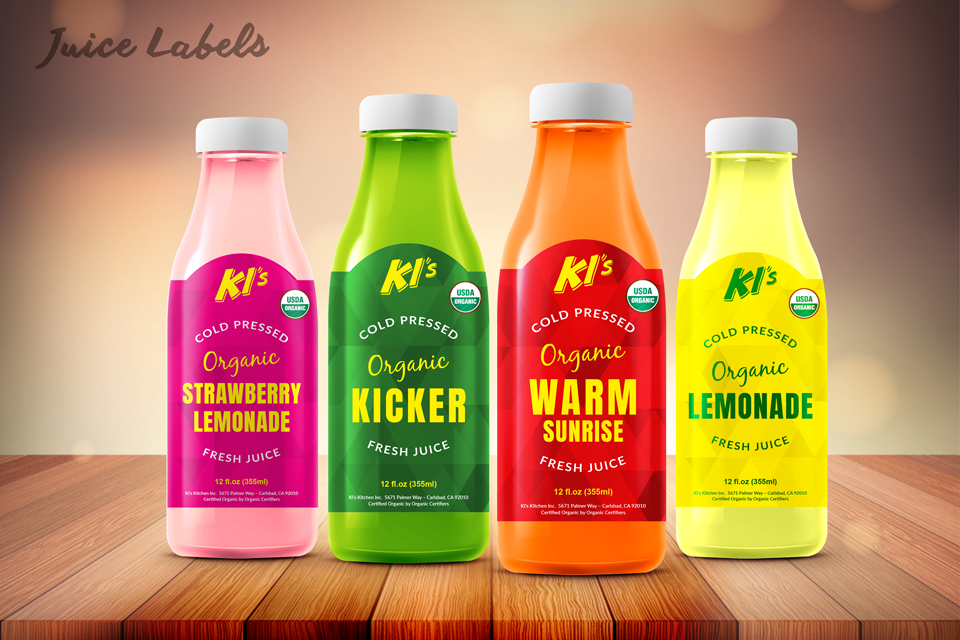 Juice Labels
KI's
USDA
ORGANIC
COLD PRESSED
Organic
STRAWBERRY
LEMONADE
FRESH JUICE
12 fl.oz (355ml)
KI's Kitchen Inc. 5671 Palmer Way – Carlsbad, CA 92010
Certified Organic by Organic Certifiers
KI's
USDA
ORGANIC
COLD PRESSED
Organic
KICKER
FRESH JUICE
12 fl.oz (355ml)
KI's Kitchen Inc. 5671 Palmer Way – Carlsbad, CA 92010
Certified Organic by Organic Certifiers
KI's
USDA
ORGANIC
COLD PRESSED
Organic
WARM
SUNRISE
FRESH JUICE
12 fl.oz (355ml)
KI's Kitchen Inc. 5671 Palmer Way – Carlsbad, CA 92010
Certified Organic by Organic Certifiers
KI's
USDA
ORGANIC
COLD PRESSED
Organic
LEMONADE
FRESH JUICE
12 fl.oz (355ml)
KI's Kitchen Inc. 5671 Palmer Way – Carlsbad, CA 92010
Certified Organic by Organic Certifiers